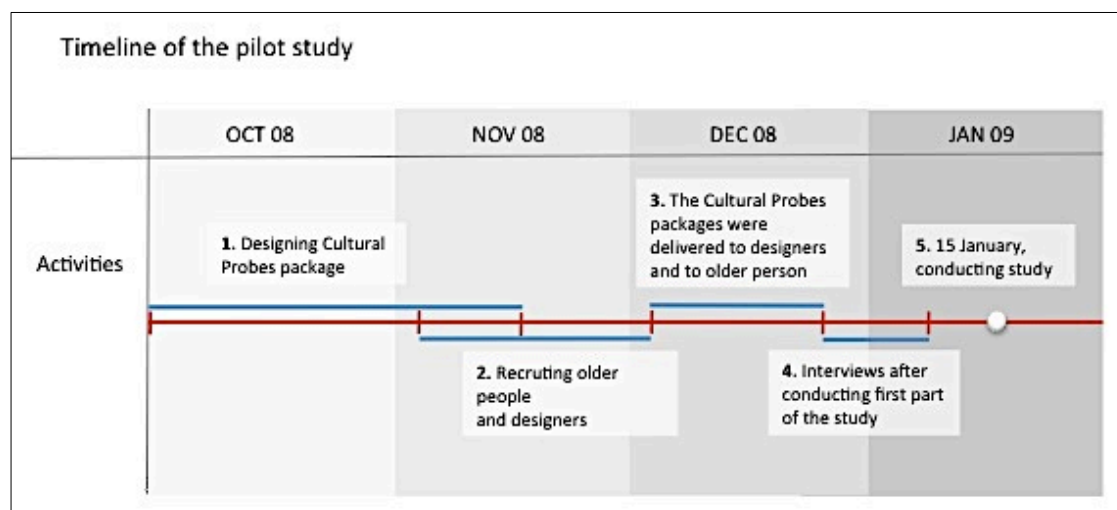 Timeline of the pilot study
OCT 08
NOV 08
DEC 08
JAN 09
Activities
1. Designing Cultural
Probes package
2. Recruting older
people
and designers
3. The Cultural Probes
packages were
delivered to designers
and to older person
4. Interviews after
conducting first part
of the study
5. 15 January,
conducting study